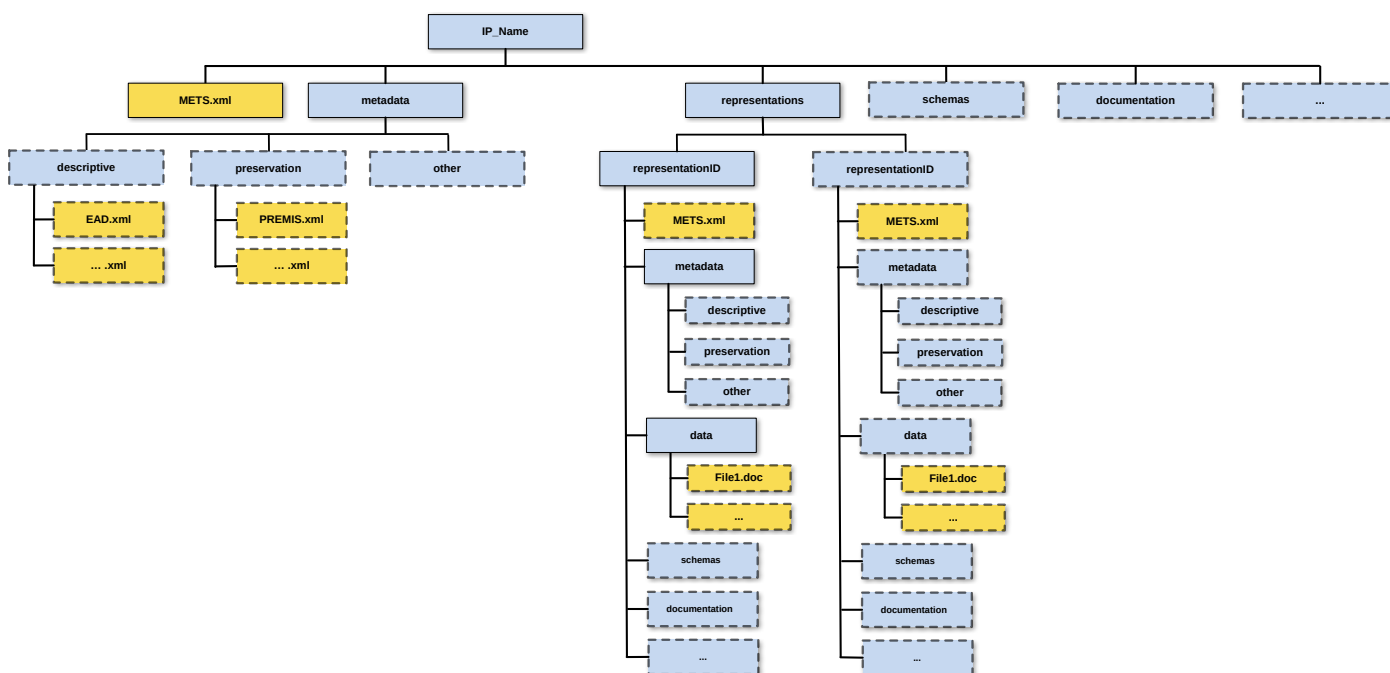 IP_Name
METS.xml
metadata
representations
schemas
documentation
...
descriptive
preservation
other
EAD.xml
... .xml
PREMIS.xml
... .xml
representationID
METS.xml
metadata
descriptive
preservation
other
data
File1.doc
...
schemas
documentation
...
representationID
METS.xml
metadata
descriptive
preservation
other
data
File1.doc
...
schemas
documentation
...